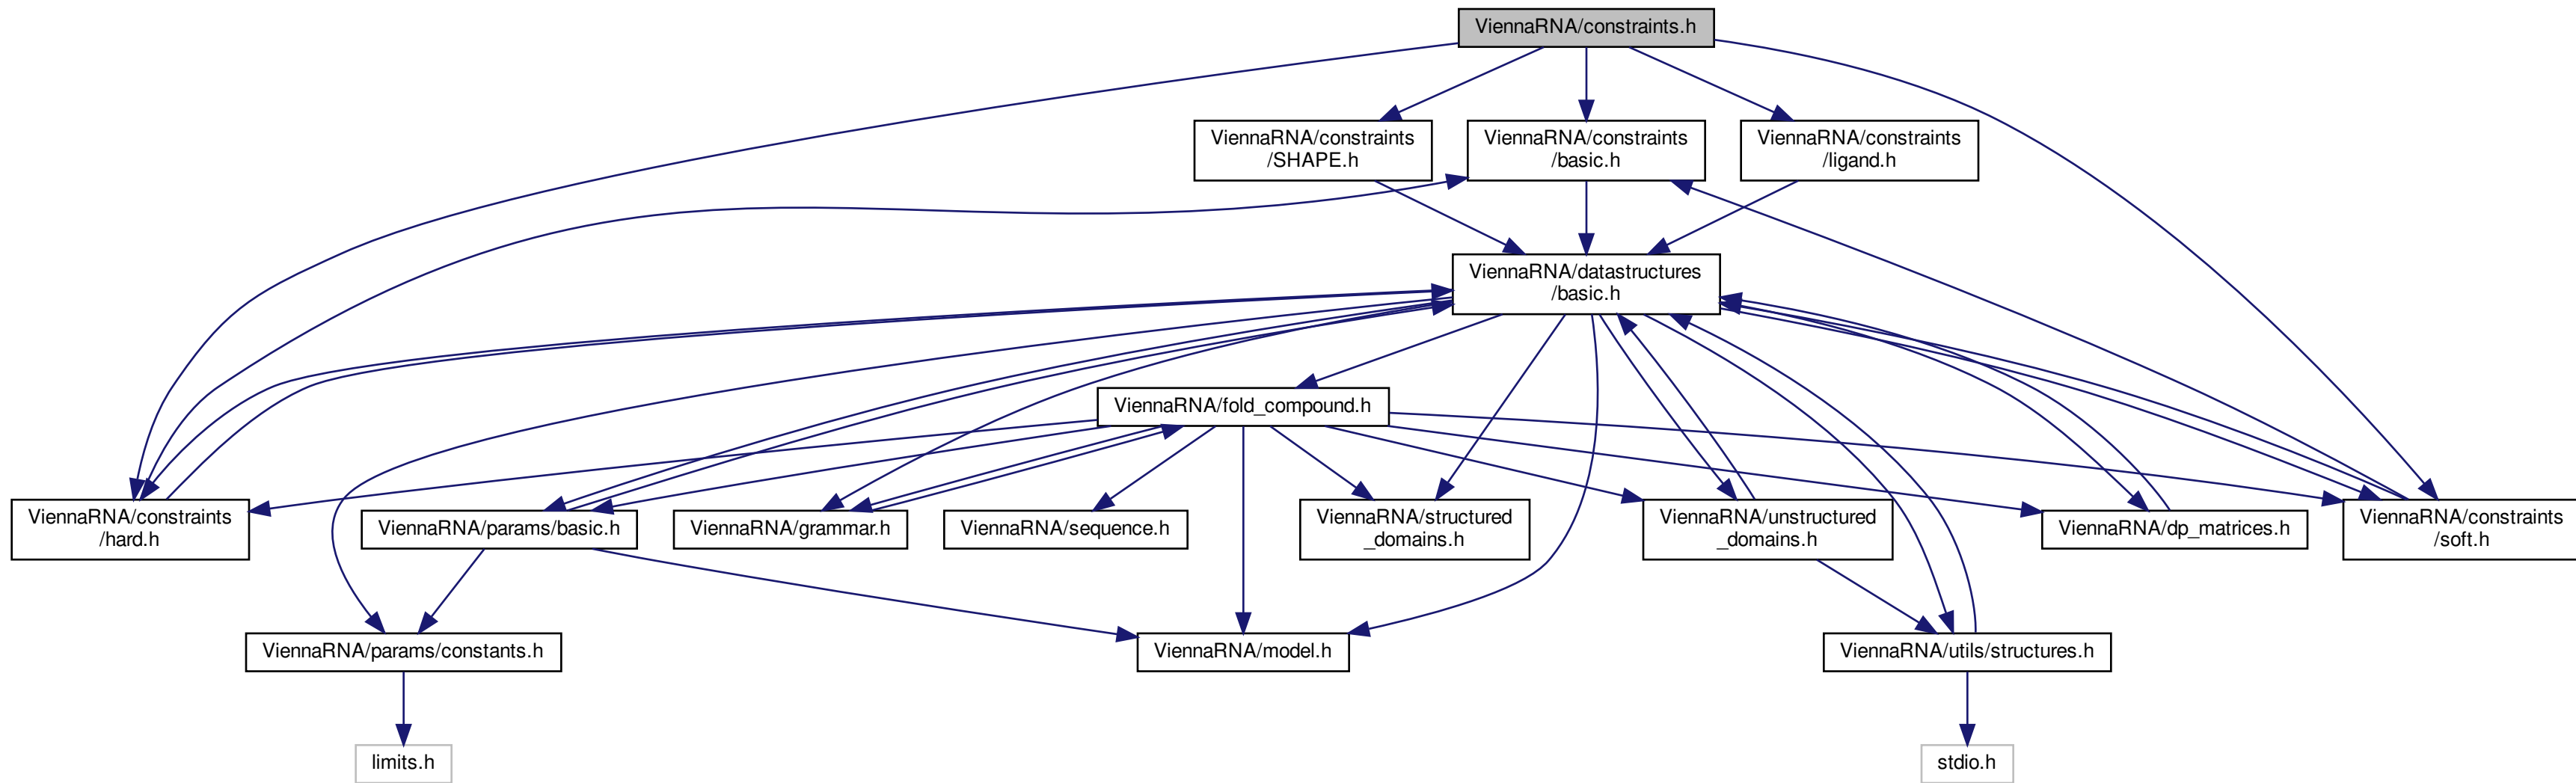 ViennaRNA/constraints.h
ViennaRNA/constraints
/SHAPE.h
ViennaRNA/constraints
/basic.h
ViennaRNA/constraints
/ligand.h
ViennaRNA/datastructures
/basic.h
ViennaRNA/fold_compound.h
ViennaRNA/constraints
/hard.h
ViennaRNA/params/basic.h
ViennaRNA/grammar.h
ViennaRNA/sequence.h
ViennaRNA/structured
_domains.h
ViennaRNA/unstructured
_domains.h
ViennaRNA/dp_matrices.h
ViennaRNA/constraints
/soft.h
ViennaRNA/params/constants.h
ViennaRNA/model.h
ViennaRNA/utils/structures.h
limits.h
stdio.h